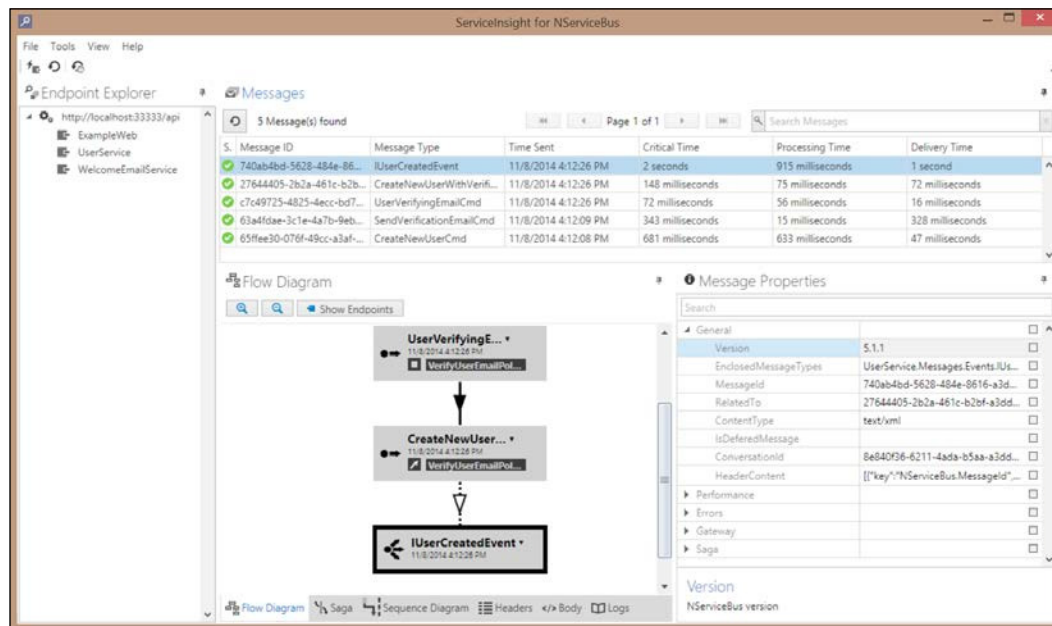 ServiceInsight for NServiceBus
File Tools View Help
Endpoint Explorer
http://localhost:33333/api
ExampleWeb
UserService
WelcomeEmailService
Messages
5 Message(s) found
Page 1 of 1
Search Messages
S. Message ID Message Type Time Sent Critical Time Processing Time Delivery Time
740ab4bd-5628-484e-86... IUserCreatedEvent 11/8/2014 4:12:26 PM 2 seconds 915 milliseconds 1 second
27644405-2b2a-461c-b2b... CreateNewUserWithVerifi... 11/8/2014 4:12:26 PM 148 milliseconds 75 milliseconds 72 milliseconds
c7c49725-4825-4ecc-bd7... UserVerifyingEmailCmd 11/8/2014 4:12:26 PM 72 milliseconds 56 milliseconds 16 milliseconds
63a4fdae-3c1e-4a7b-9eb... SendVerificationEmailCmd 11/8/2014 4:12:09 PM 343 milliseconds 15 milliseconds 328 milliseconds
65ffee30-076f-49cc-a3af-... CreateNewUserCmd 11/8/2014 4:12:08 PM 681 milliseconds 633 milliseconds 47 milliseconds
Flow Diagram
Show Endpoints
UserVerifyingE...
11/8/2014 4:12:26 PM
VerifyUserEmailPol...
CreateNewUser...
11/8/2014 4:12:26 PM
VerifyUserEmailPol...
IUserCreatedEvent
11/8/2014 4:12:26 PM
Flow Diagram Saga Sequence Diagram Headers </> Body Logs
Message Properties
Search
General
Version 5.1.1
EnclosedMessageTypes UserService.Messages.Events.IUs...
MessageId 740ab4bd-5628-484e-8616-a3d...
RelatedTo 27644405-2b2a-461c-b2bf-a3dd...
ContentType text/xml
IsDeferedMessage
ConversationId 8e840f36-6211-4ada-b5aa-a3dd...
HeaderContent [{"key":"NServiceBus.MessageId",...
Performance
Errors
Gateway
Saga
Version
NServiceBus version